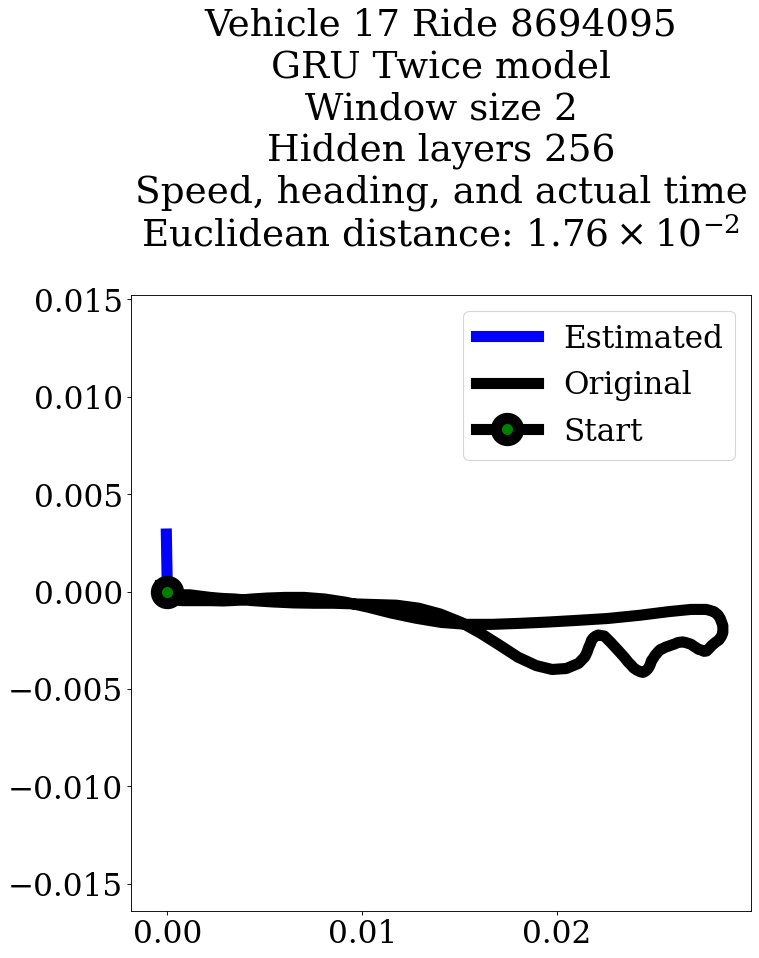 Vehicle 17 Ride 8694095
GRU Twice model
Window size 2
Hidden layers 256
Speed, heading, and actual time
Euclidean distance: 1.76 × 10⁻²
0.015
Estimated
0.010
Original
Start
0.005
0.000
−0.005
−0.010
−0.015
0.00 0.01 0.02